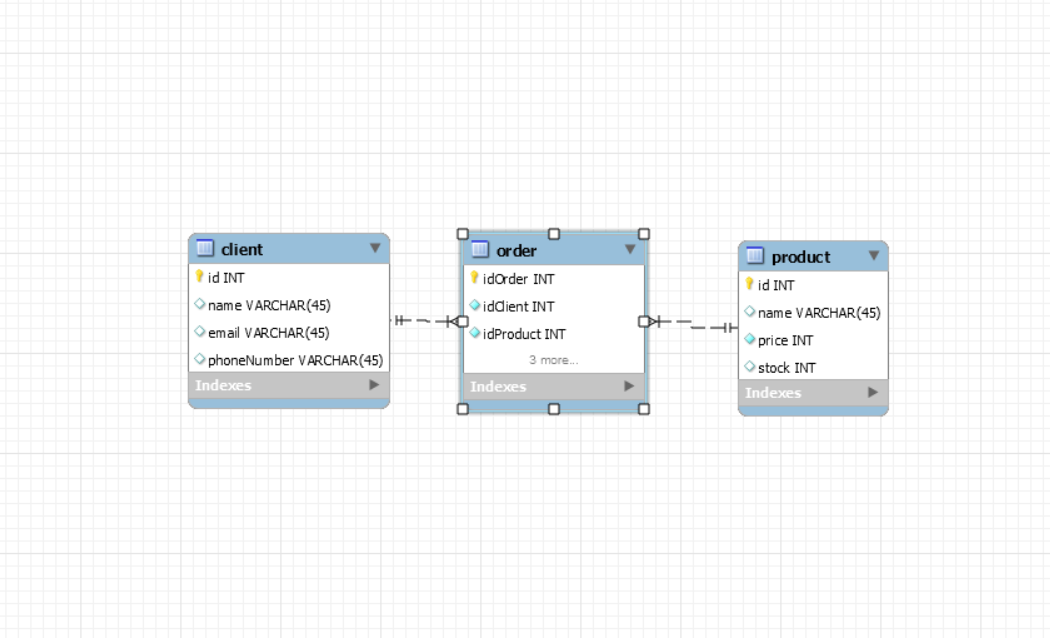 client
id INT
name VARCHAR(45)
email VARCHAR(45)
phoneNumber VARCHAR(45)
Indexes
order
idOrder INT
idClient INT
idProduct INT
3 more...
Indexes
product
id INT
name VARCHAR(45)
price INT
stock INT
Indexes